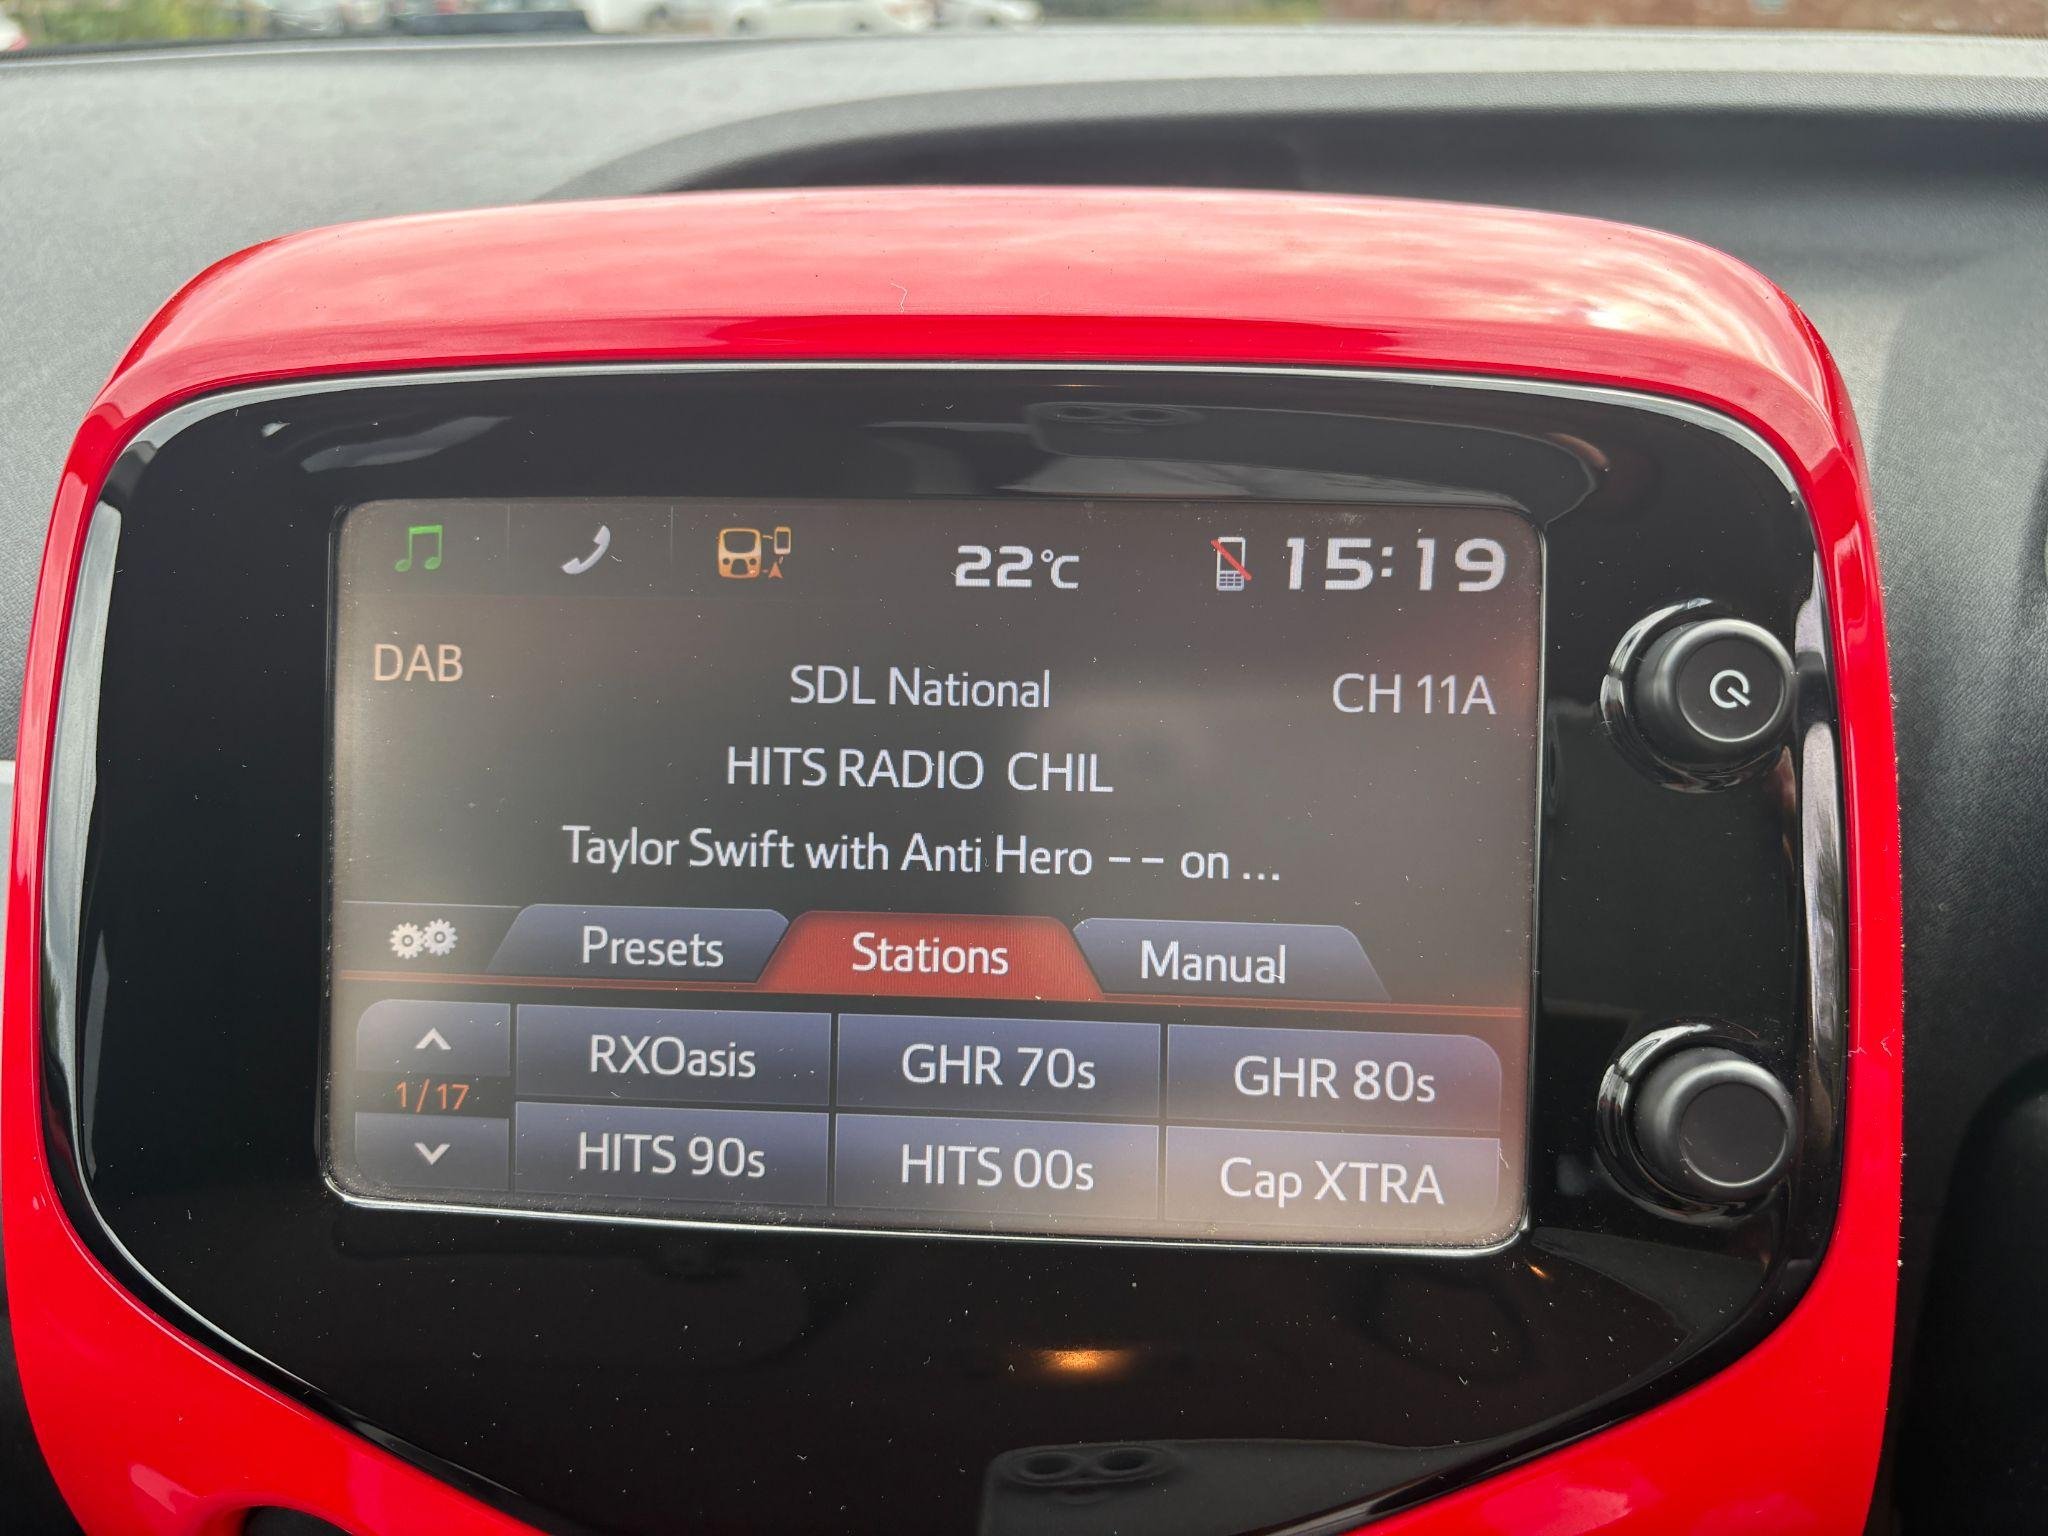 22°C 15:19
DAB
SDL National
CH 11A
HITS RADIO CHIL
Taylor Swift with Anti Hero -- on ...
Presets Stations Manual
RXOasis GHR 70s GHR 80s
1/17
HITS 90s HITS 00s Cap XTRA